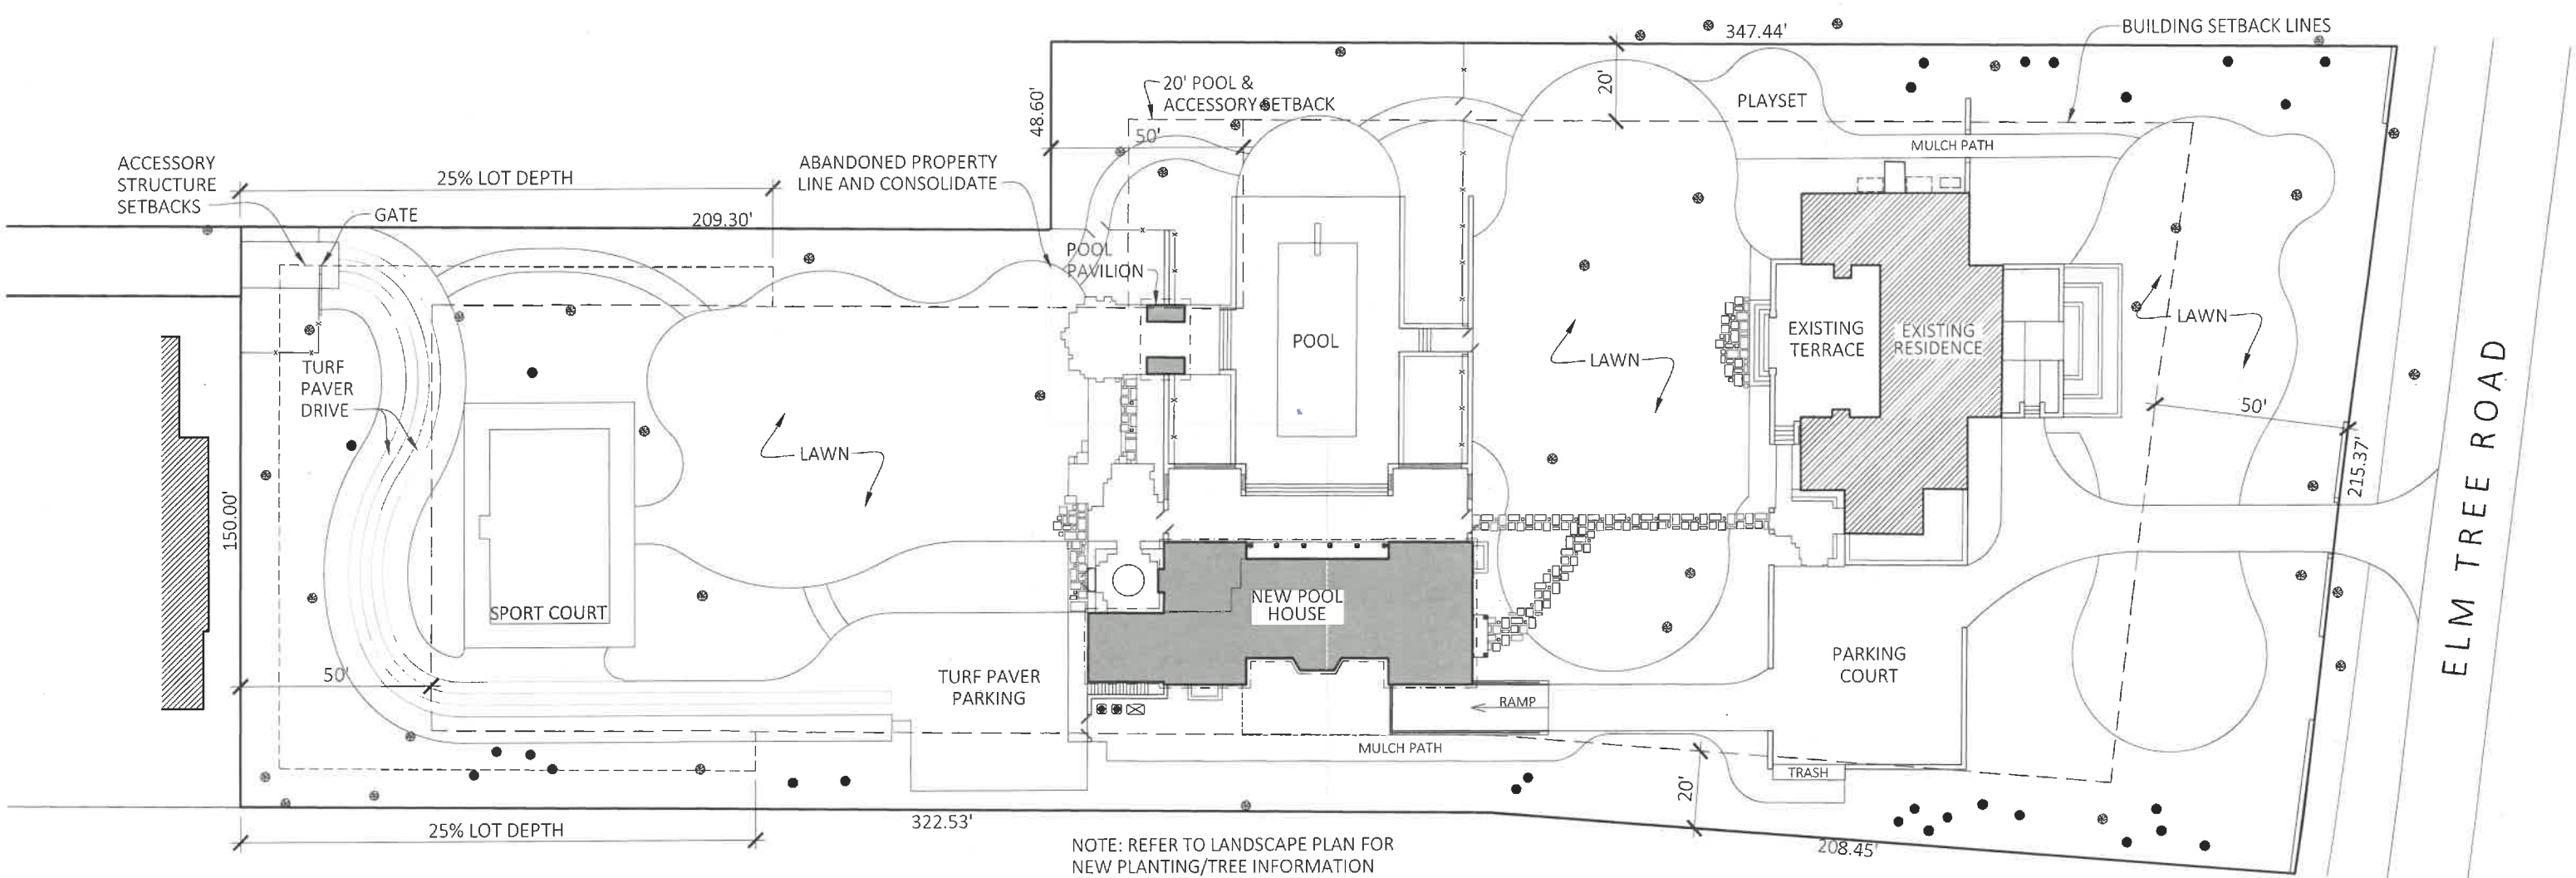 347.44'
BUILDING SETBACK LINES
20' POOL &
ACCESSORY SETBACK
20'
PLAYSET
48.60'
50'
MULCH PATH
ACCESSORY
STRUCTURE
SETBACKS
25% LOT DEPTH
ABANDONED PROPERTY
LINE AND CONSOLIDATE
GATE
209.30'
POOL
PAVILION
POOL
EXISTING
TERRACE
EXISTING
RESIDENCE
LAWN
LAWN
TURF
PAVER
DRIVE
LAWN
50'
215.37'
ELM TREE ROAD
150.00'
SPORT COURT
NEW POOL
HOUSE
50'
TURF PAVER
PARKING
PARKING
COURT
RAMP
MULCH PATH
TRASH
20'
25% LOT DEPTH
322.53'
208.45'
NOTE: REFER TO LANDSCAPE PLAN FOR
NEW PLANTING/TREE INFORMATION